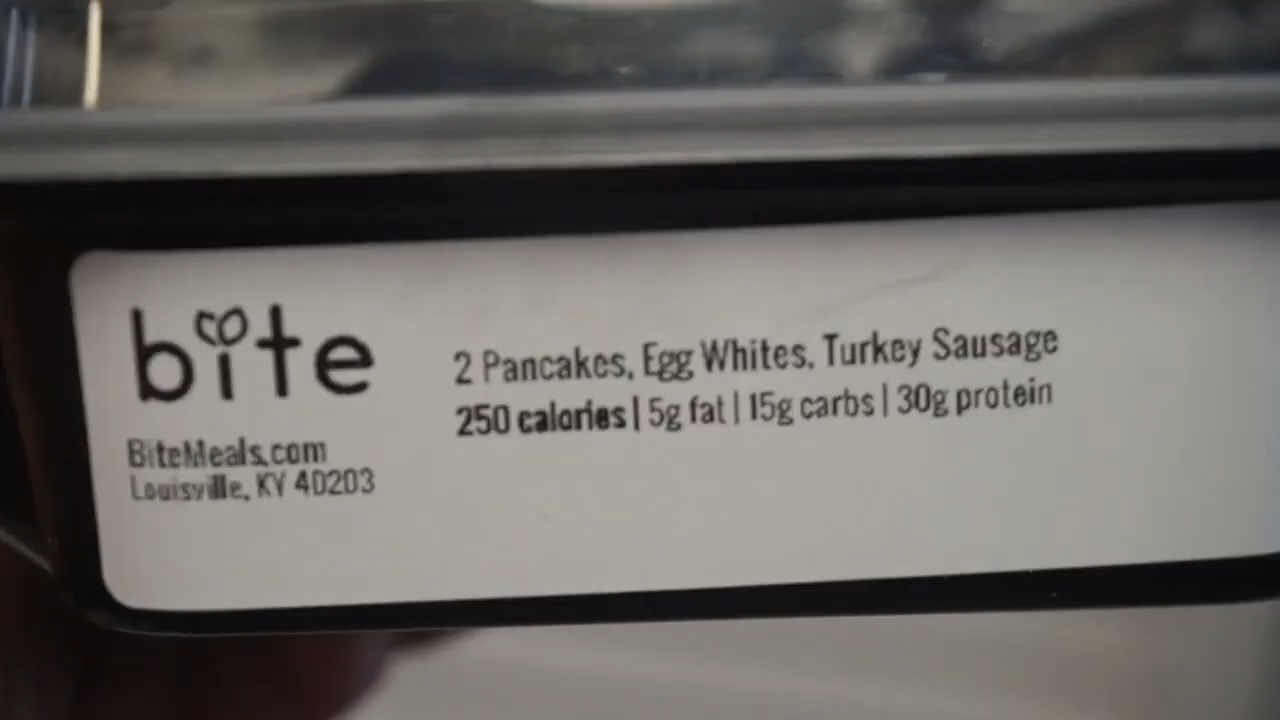 bite
BiteMeals.com
Louisville, KY 40203
2 Pancakes, Egg Whites, Turkey Sausage
250 calories | 5g fat | 15g carbs | 30g protein